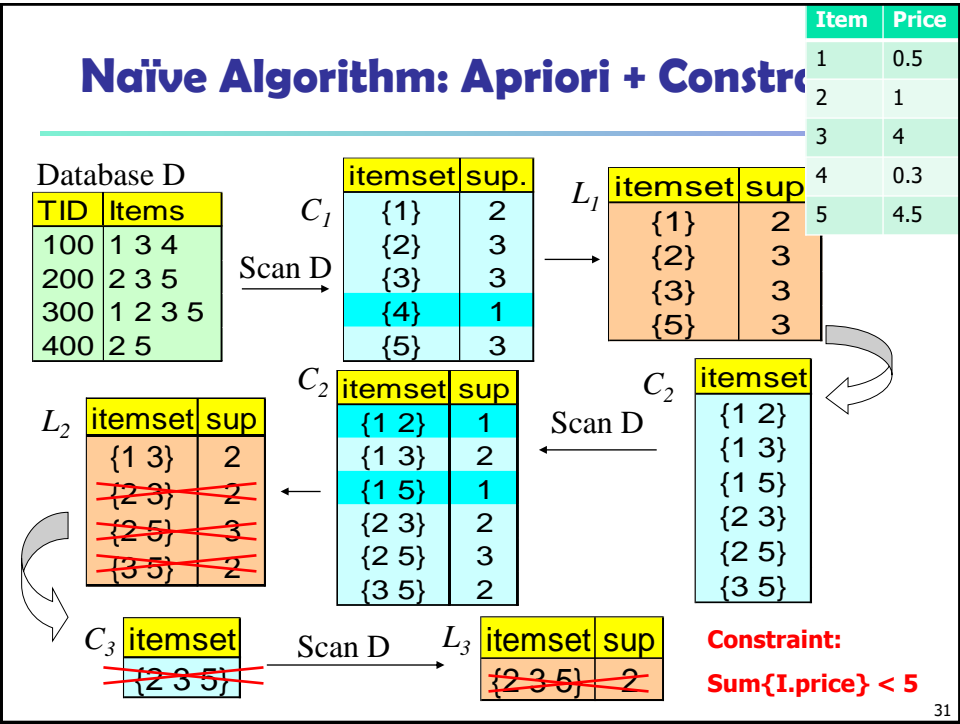 Naïve Algorithm: Apriori + Constra
Item Price
1 0.5
2 1
3 4
4 0.3
5 4.5
Database D
TID Items
100 1 3 4
200 2 3 5
300 1 2 3 5
400 2 5
Scan D
C1
itemset sup.
{1} 2
{2} 3
{3} 3
{4} 1
{5} 3
L1
itemset sup
{1} 2
{2} 3
{3} 3
{5} 3
C2
itemset
{1 2}
{1 3}
{1 5}
{2 3}
{2 5}
{3 5}
Scan D
C2
itemset sup
{1 2} 1
{1 3} 2
{1 5} 1
{2 3} 2
{2 5} 3
{3 5} 2
L2
itemset sup
{1 3} 2
{2 3} 2
{2 5} 3
{3 5} 2
C3
itemset
{2 3 5}
Scan D
L3
itemset sup
{2 3 5} 2
Constraint:
Sum{I.price} < 5
31